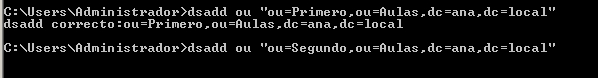 C:\Users\Administrador>dsadd ou "ou=Primero,ou=Aulas,dc=ana,dc=local"
dsadd correcto:ou=Primero,ou=Aulas,dc=ana,dc=local
C:\Users\Administrador>dsadd ou "ou=Segundo,ou=Aulas,dc=ana,dc=local"